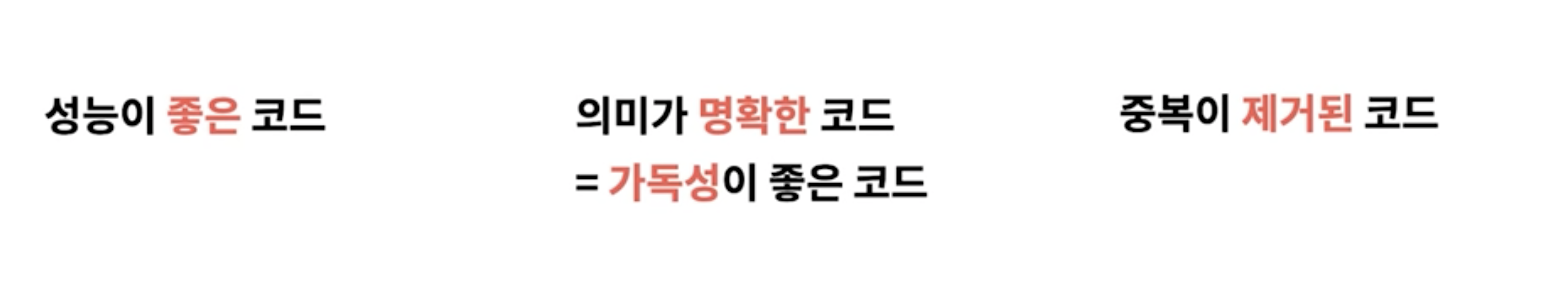 성능이 좋은 코드
의미가 명확한 코드
= 가독성이 좋은 코드
중복이 제거된 코드